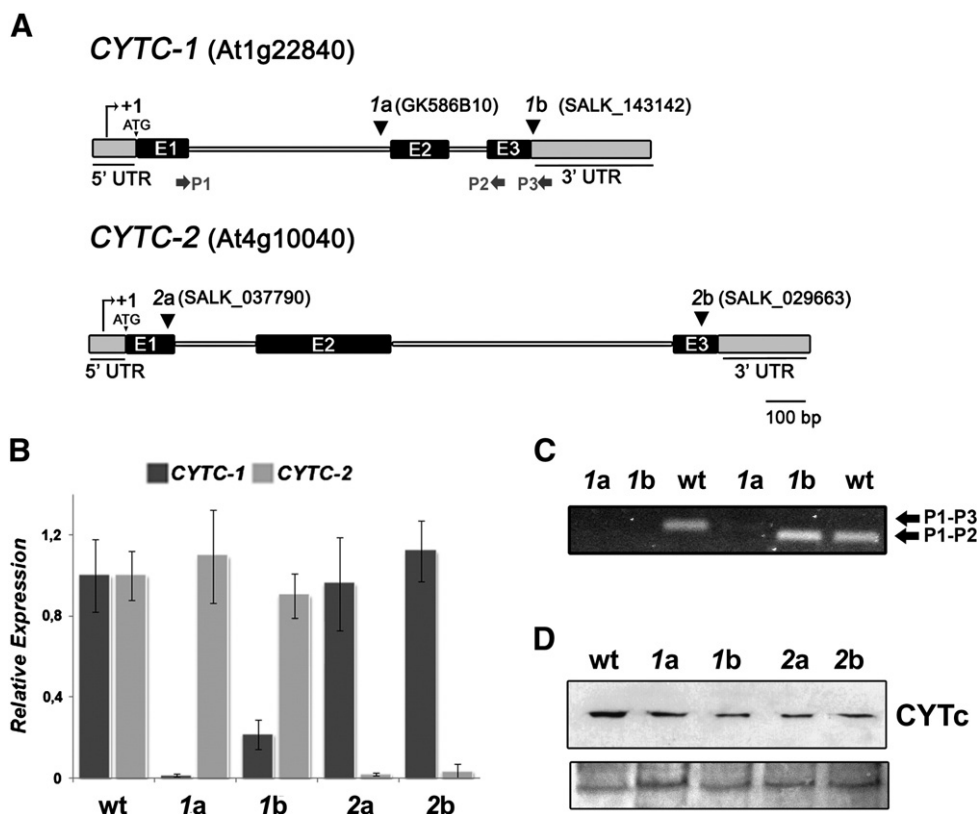 A
CYTC-1 (At1g22840)
+1
ATG
1a (GK586B10)
1b (SALK_143142)
E1
E2
E3
5' UTR
P1
P2
P3
3' UTR
CYTC-2 (At4g10040)
+1
ATG
2a (SALK_037790)
2b (SALK_029663)
E1
E2
E3
5' UTR
3' UTR
100 bp
B
CYTC-1 CYTC-2
Relative Expression
1,2
0,8
0,4
0
wt 1a 1b 2a 2b
C
1a 1b wt 1a 1b wt
P1-P3
P1-P2
D
wt 1a 1b 2a 2b
CYTc